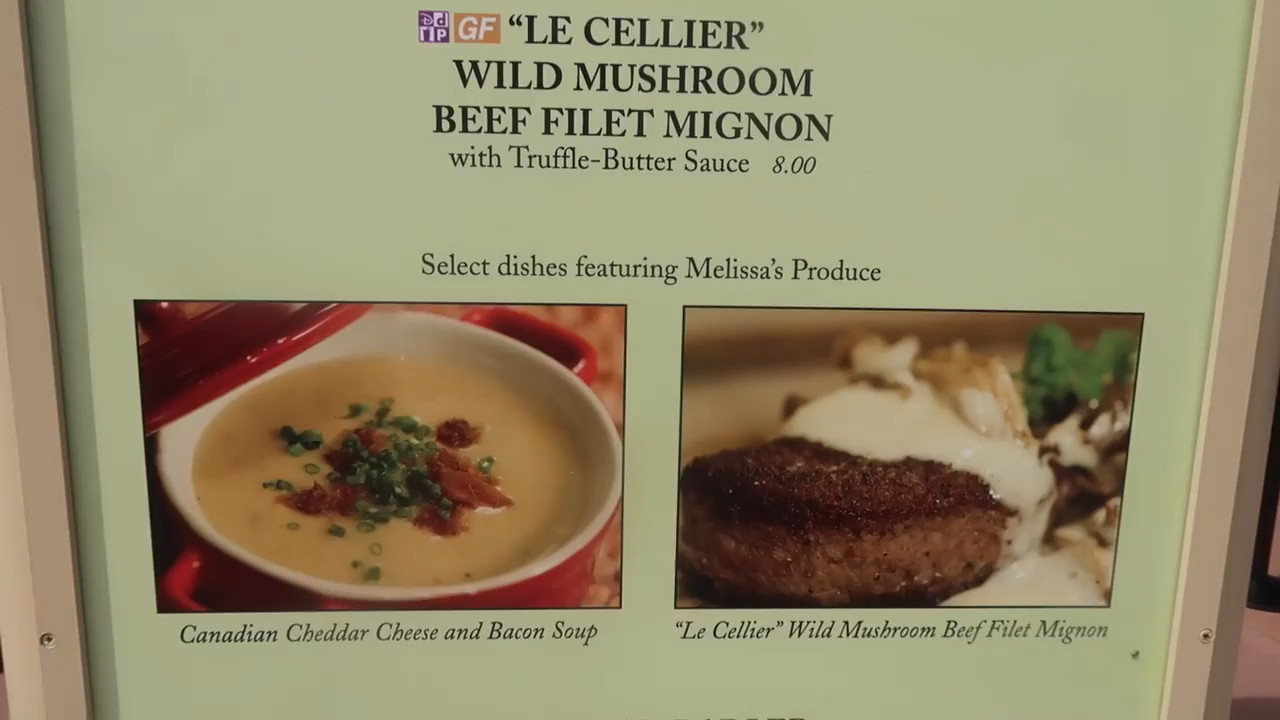 DdiP GF “LE CELLIER”
WILD MUSHROOM
BEEF FILET MIGNON
with Truffle-Butter Sauce 8.00
Select dishes featuring Melissa’s Produce
Canadian Cheddar Cheese and Bacon Soup
“Le Cellier” Wild Mushroom Beef Filet Mignon